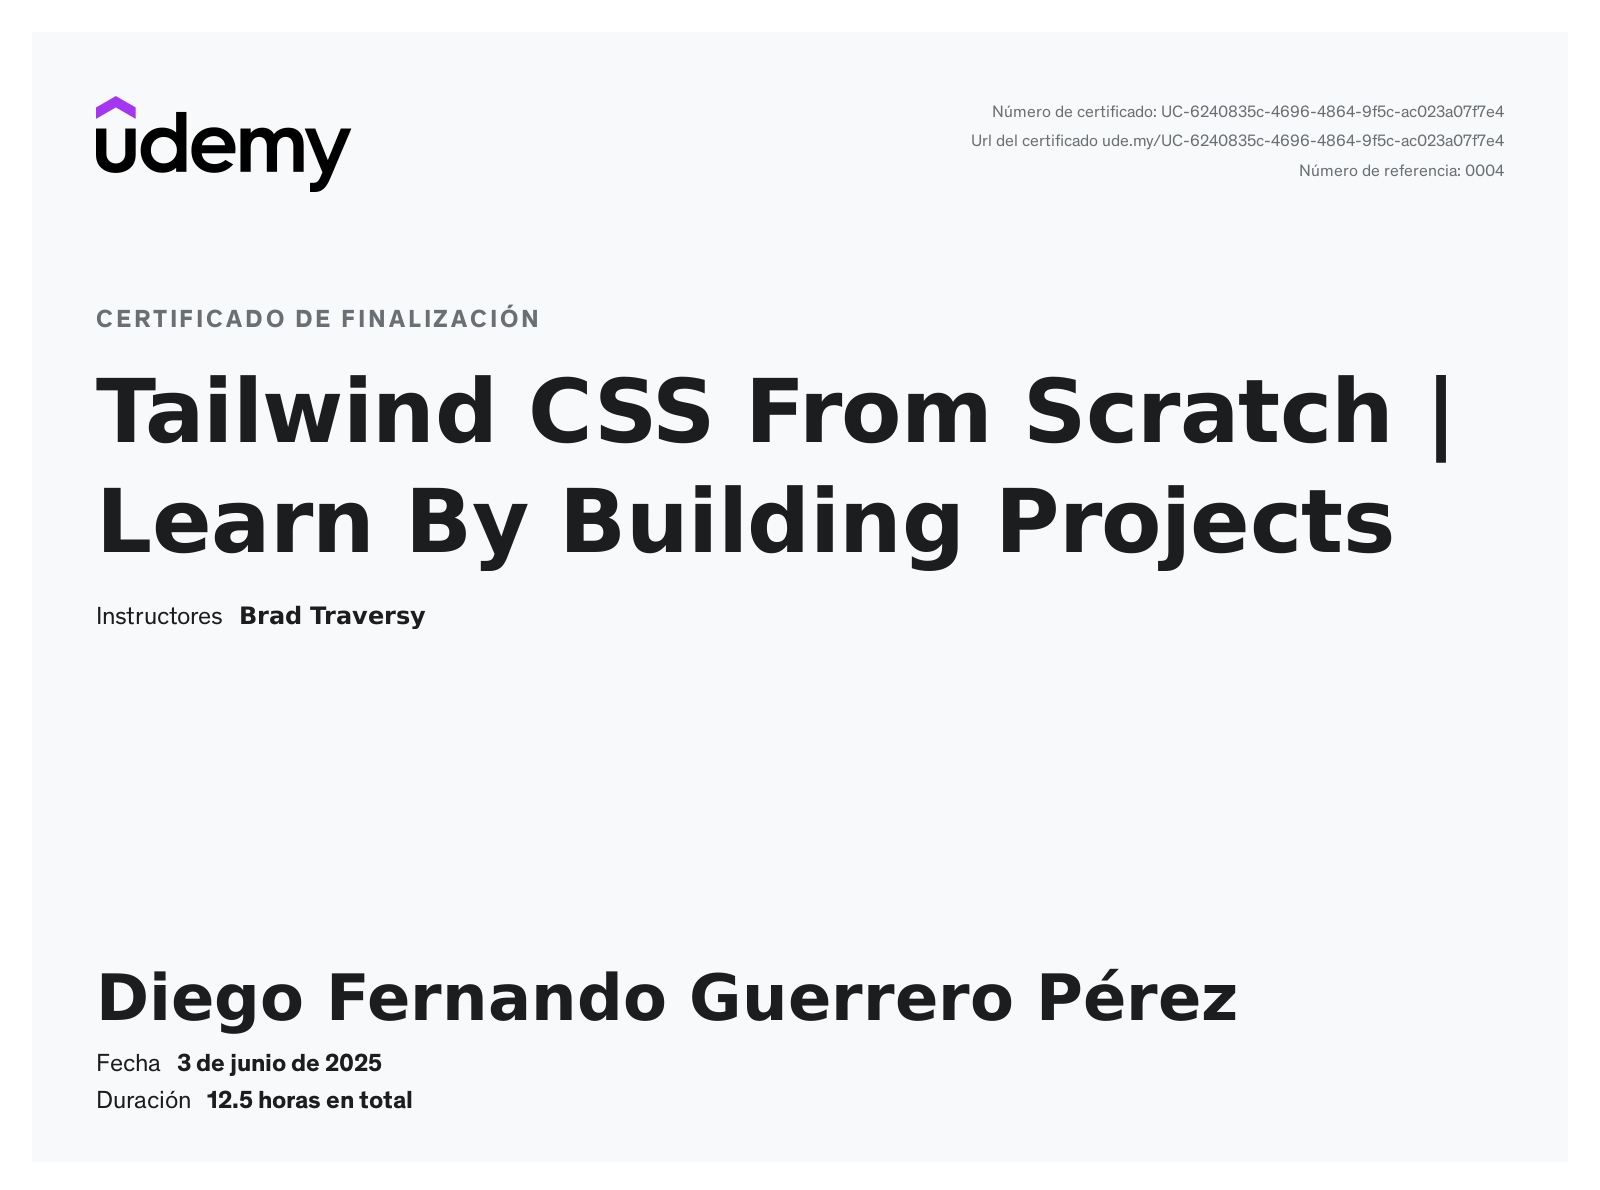 udemy
Número de certificado: UC-6240835c-4696-4864-9f5c-ac023a07f7e4
Url del certificado ude.my/UC-6240835c-4696-4864-9f5c-ac023a07f7e4
Número de referencia: 0004
CERTIFICADO DE FINALIZACIÓN
Tailwind CSS From Scratch |
Learn By Building Projects
Instructores Brad Traversy
Diego Fernando Guerrero Pérez
Fecha 3 de junio de 2025
Duración 12.5 horas en total